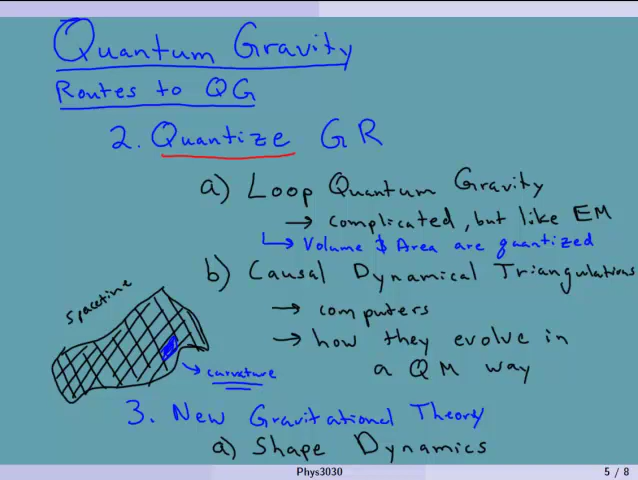 Quantum Gravity
Routes to QG
2. Quantize GR
a) Loop Quantum Gravity
→ complicated, but like EM
↳ Volume & Area are quantized
b) Causal Dynamical Triangulations
→ computers
→ how they evolve in
a QM way
spacetime
→ curvature
3. New Gravitational Theory
a) Shape Dynamics
Phys3030
5 / 8